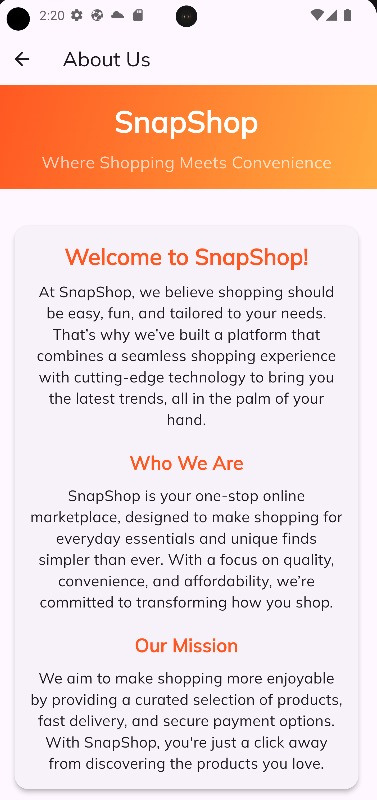 2:20
About Us
SnapShop
Where Shopping Meets Convenience
Welcome to SnapShop!
At SnapShop, we believe shopping should
be easy, fun, and tailored to your needs.
That’s why we’ve built a platform that
combines a seamless shopping experience
with cutting-edge technology to bring you
the latest trends, all in the palm of your
hand.
Who We Are
SnapShop is your one-stop online
marketplace, designed to make shopping for
everyday essentials and unique finds
simpler than ever. With a focus on quality,
convenience, and affordability, we’re
committed to transforming how you shop.
Our Mission
We aim to make shopping more enjoyable
by providing a curated selection of products,
fast delivery, and secure payment options.
With SnapShop, you're just a click away
from discovering the products you love.